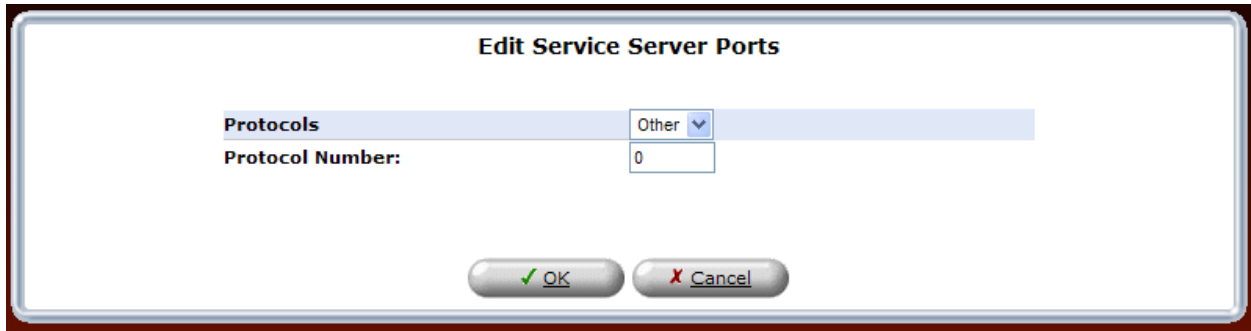 Edit Service Server Ports
Protocols Other
Protocol Number: 0
OK Cancel